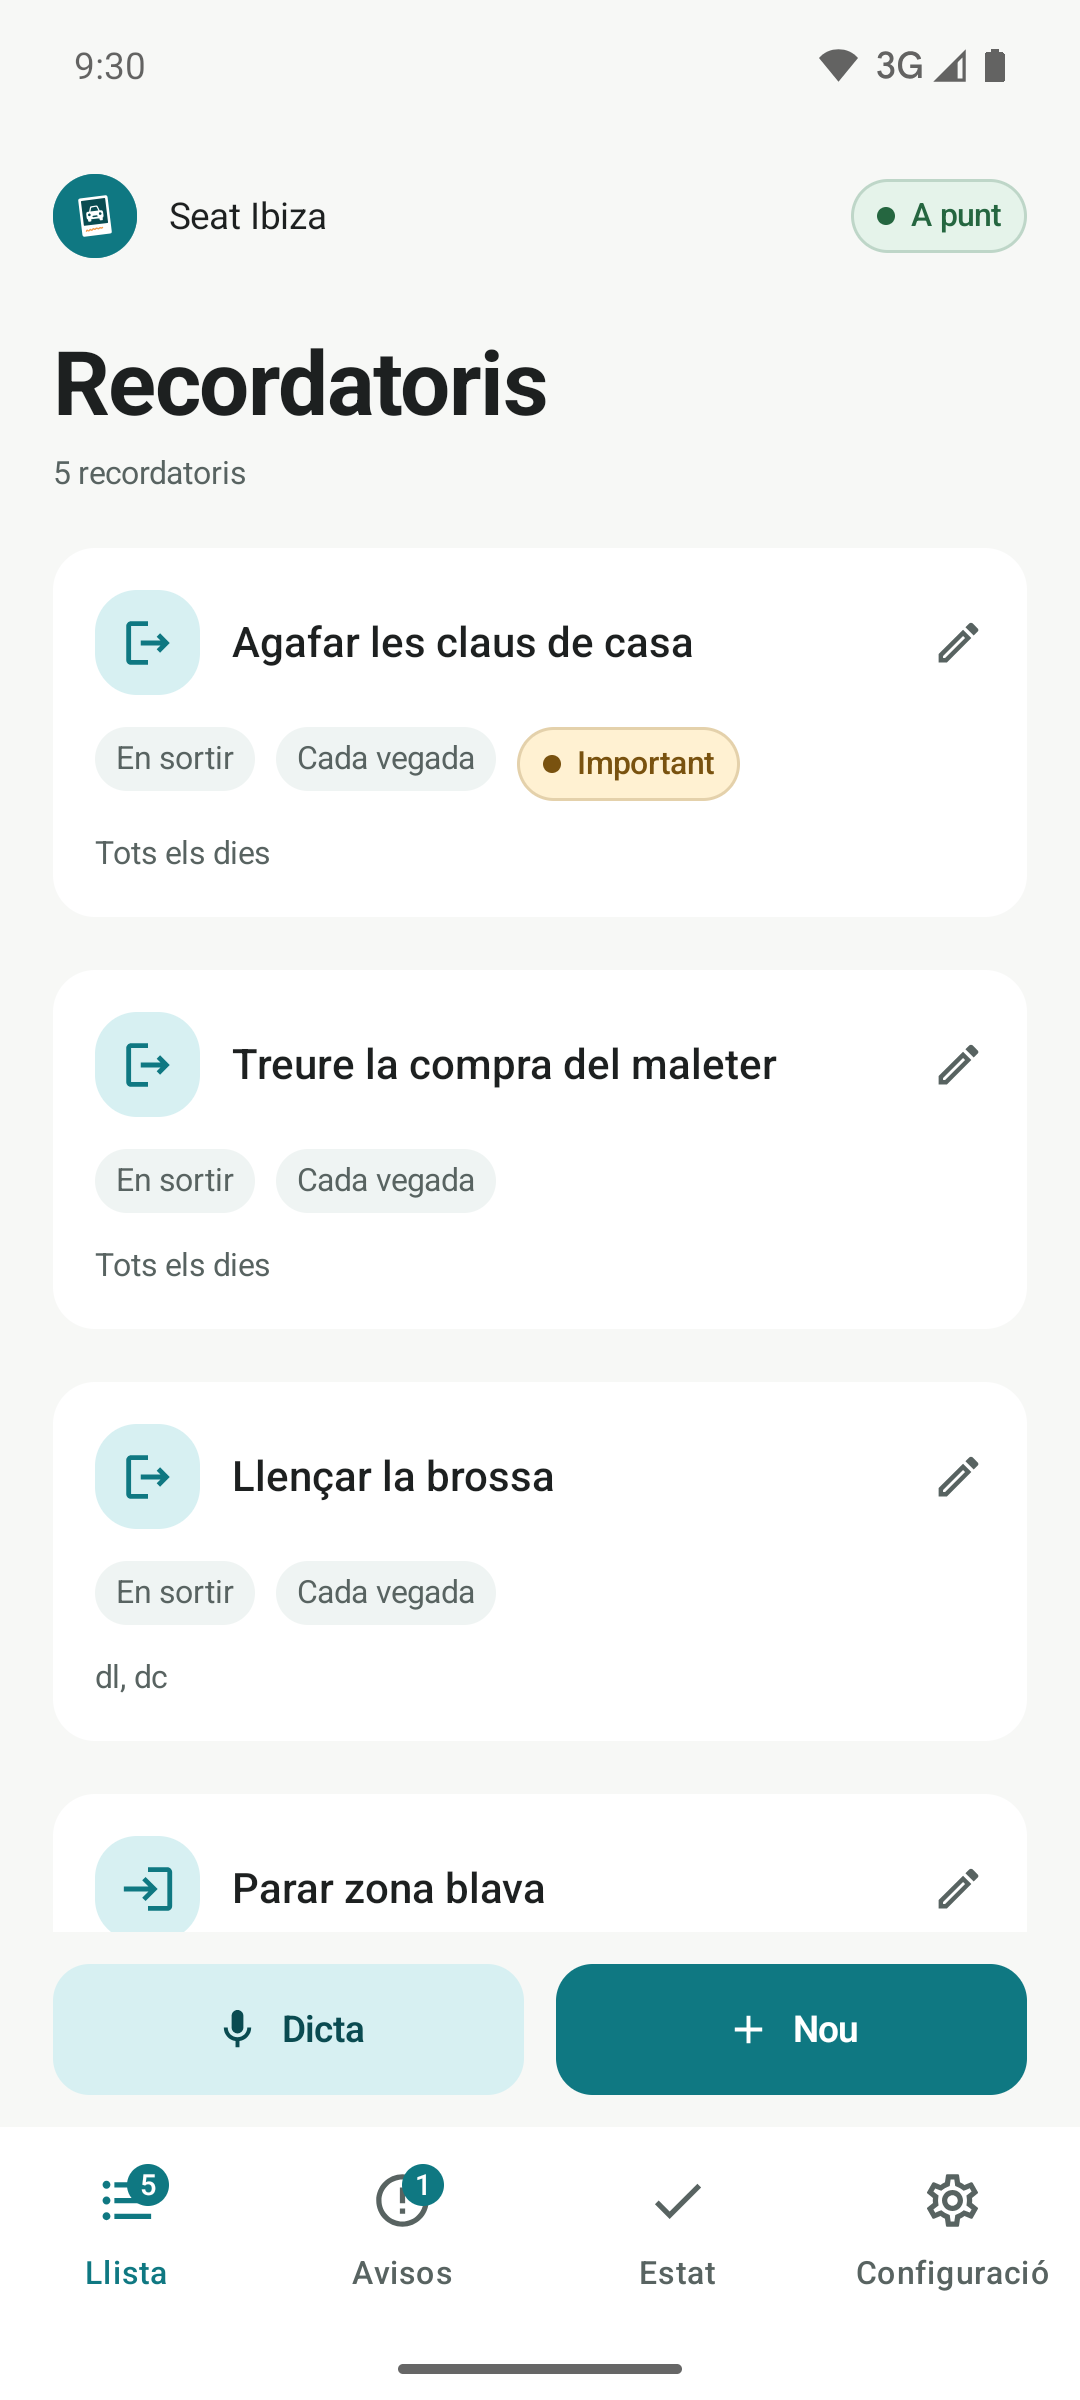 9:30
3G
Seat Ibiza
A punt
Recordatoris
5 recordatoris
Agafar les claus de casa
En sortir
Cada vegada
Important
Tots els dies
Treure la compra del maleter
En sortir
Cada vegada
Tots els dies
Llençar la brossa
En sortir
Cada vegada
dl, dc
Parar zona blava
Dicta
Nou
5
1
Llista
Avisos
Estat
Configuració